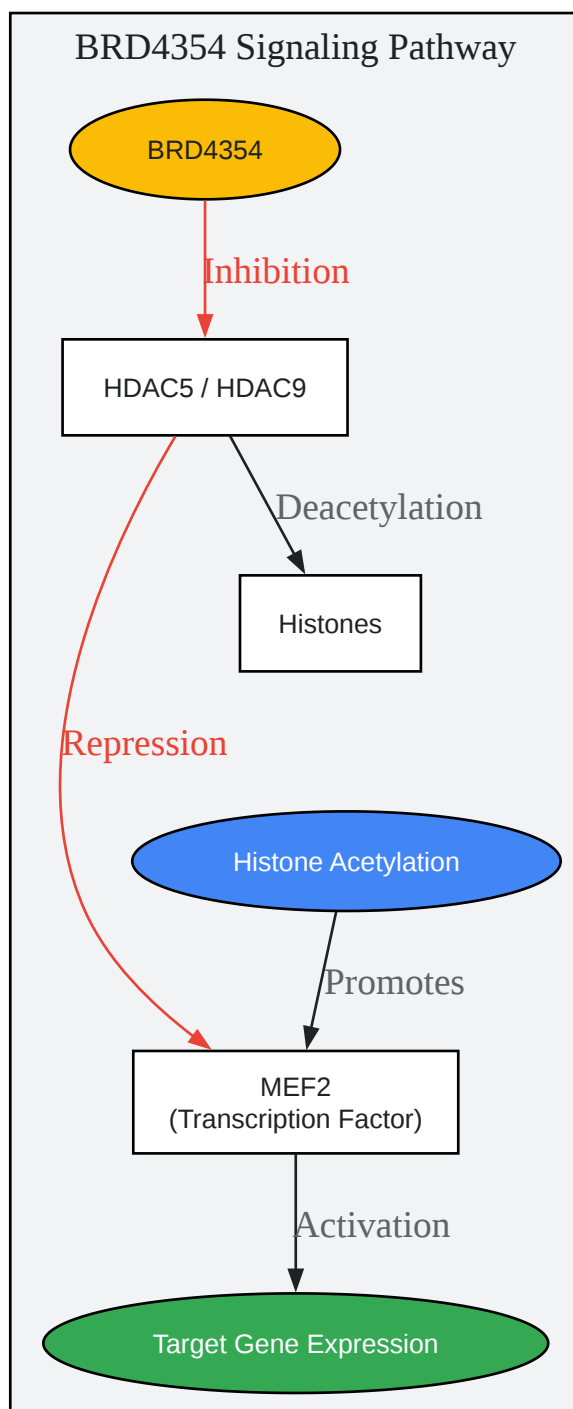 BRD4354 Signaling Pathway
BRD4354
Inhibition
HDAC5 / HDAC9
Deacetylation
Histones
Repression
Histone Acetylation
Promotes
MEF2
(Transcription Factor)
Activation
Target Gene Expression